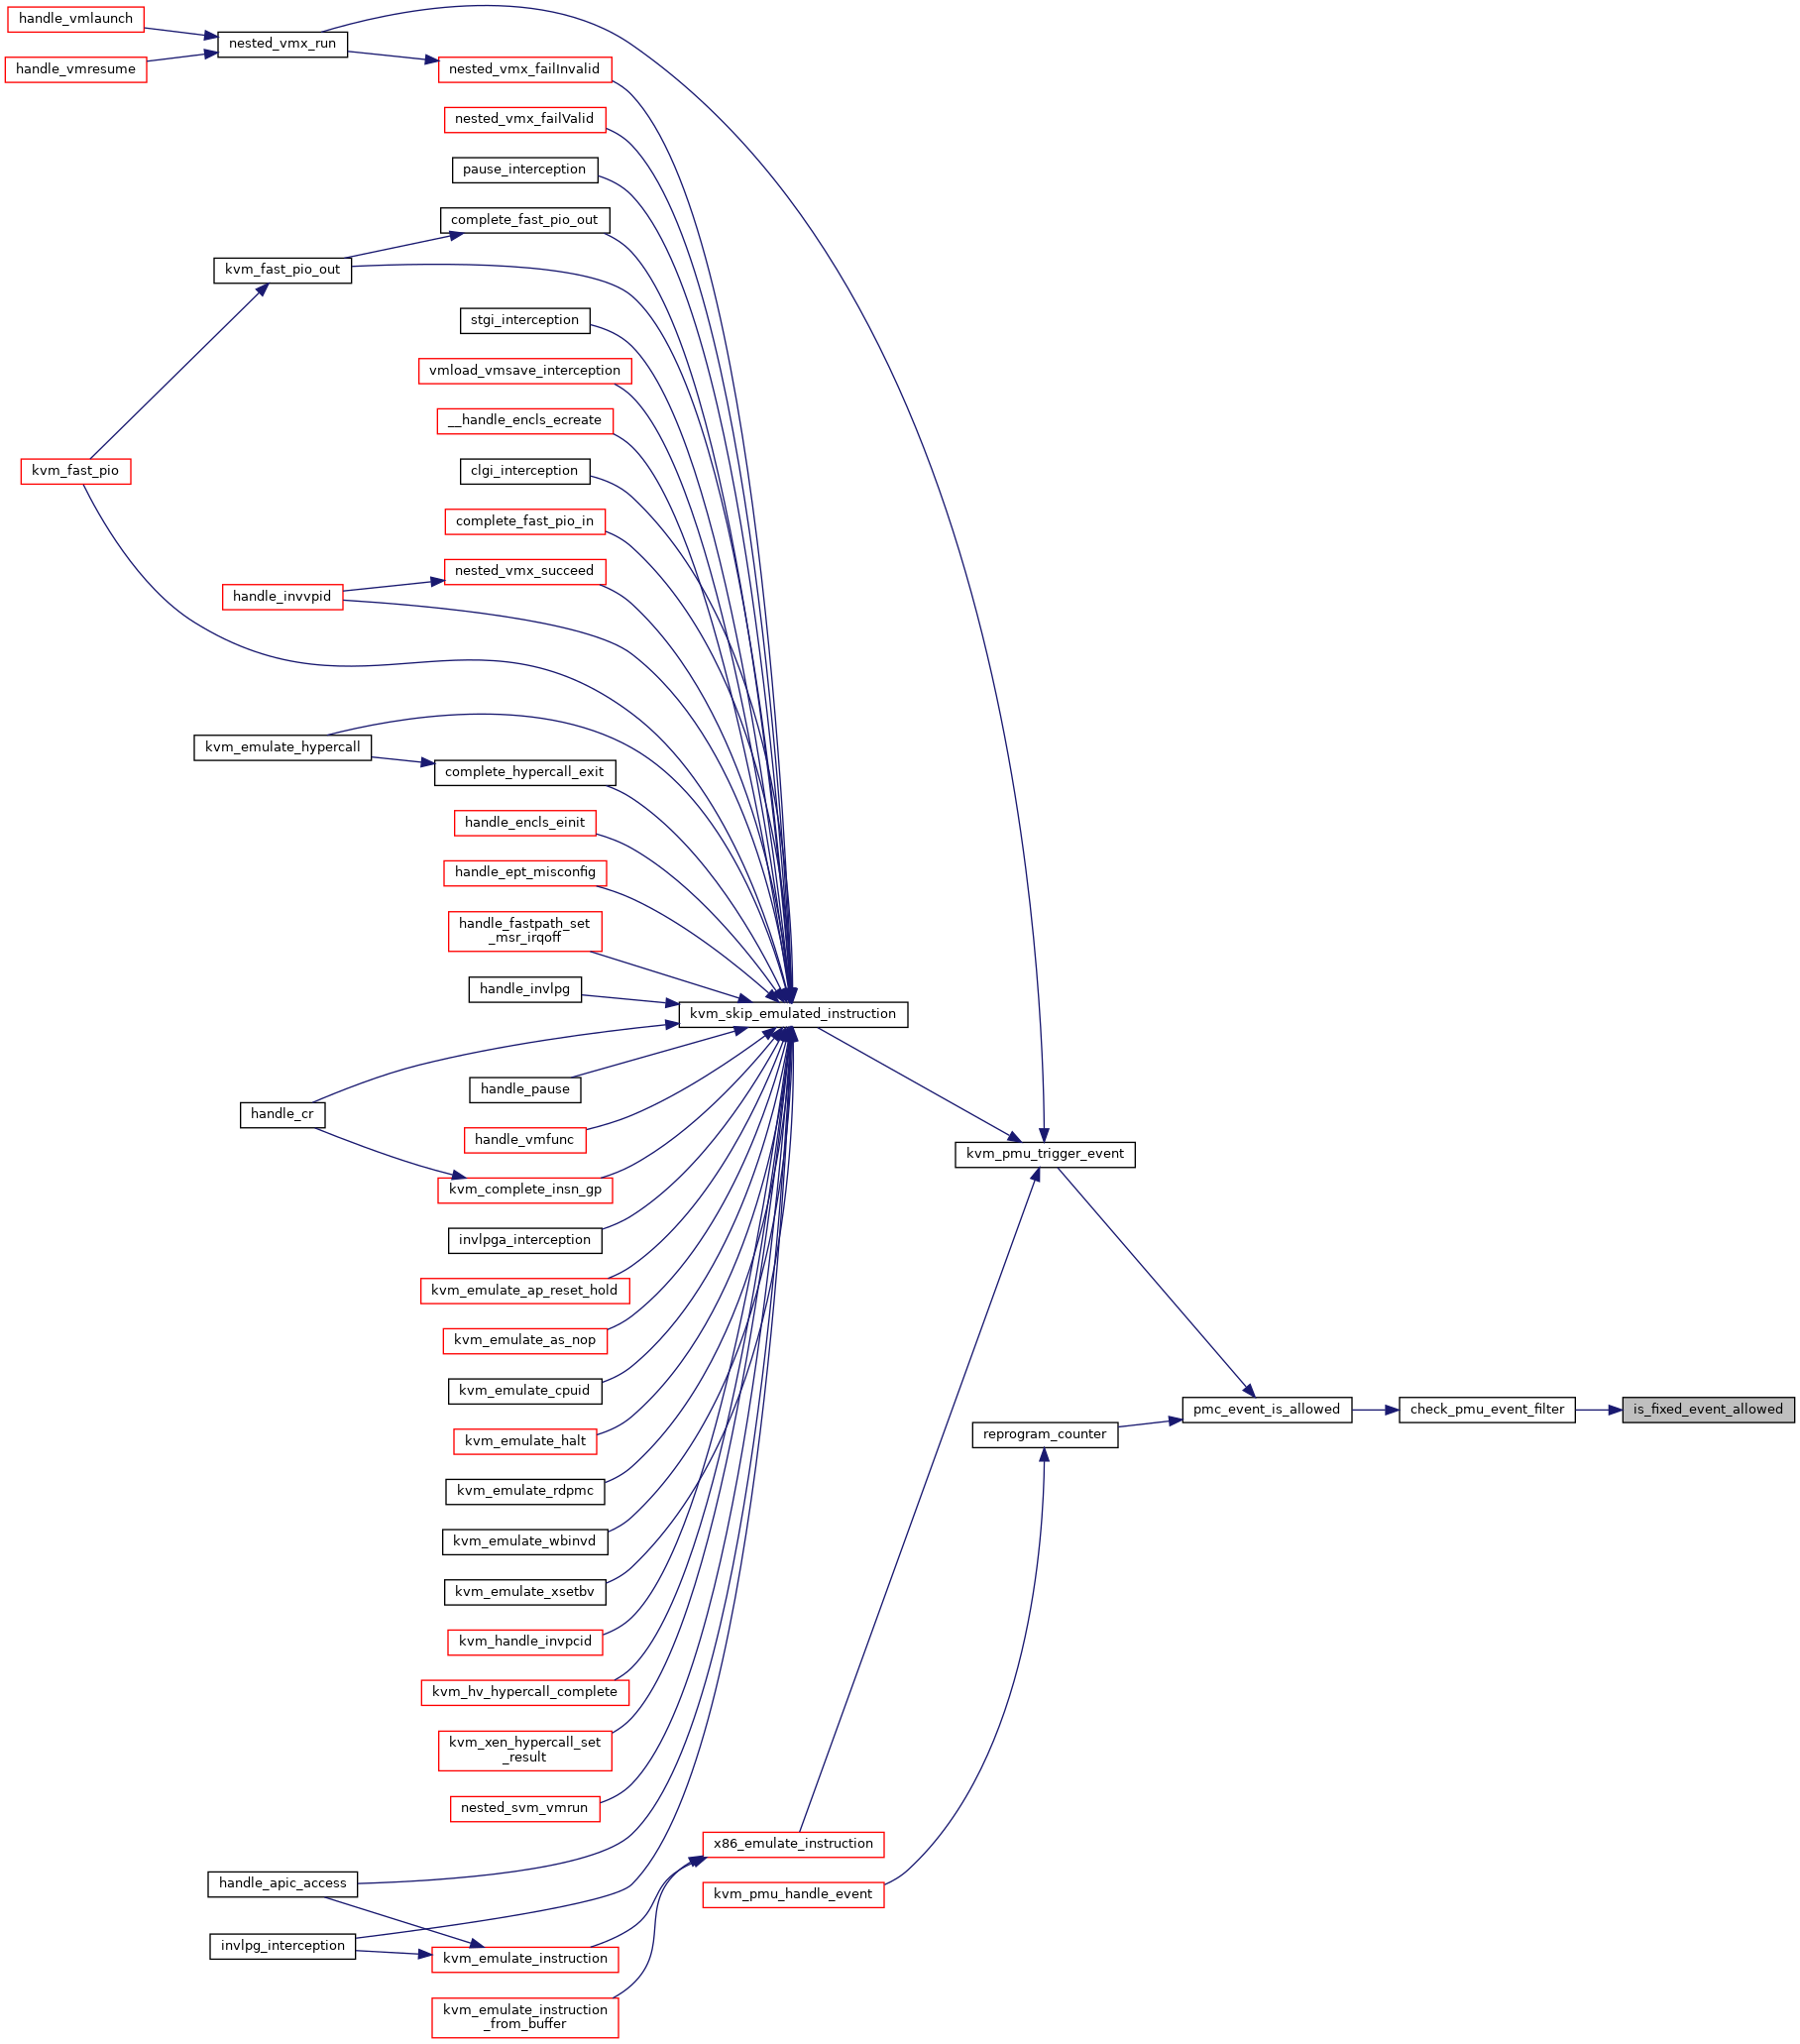 handle_vmlaunch
nested_vmx_run
handle_vmresume
nested_vmx_failInvalid
nested_vmx_failValid
pause_interception
complete_fast_pio_out
kvm_fast_pio_out
stgi_interception
vmload_vmsave_interception
__handle_encls_ecreate
clgi_interception
kvm_fast_pio
complete_fast_pio_in
nested_vmx_succeed
handle_invvpid
kvm_emulate_hypercall
complete_hypercall_exit
handle_encls_einit
handle_ept_misconfig
handle_fastpath_set
_msr_irqoff
handle_invlpg
kvm_skip_emulated_instruction
handle_pause
handle_cr
handle_vmfunc
kvm_pmu_trigger_event
kvm_complete_insn_gp
invlpga_interception
kvm_emulate_ap_reset_hold
kvm_emulate_as_nop
kvm_emulate_cpuid
pmc_event_is_allowed
check_pmu_event_filter
is_fixed_event_allowed
reprogram_counter
kvm_emulate_halt
kvm_emulate_rdpmc
kvm_emulate_wbinvd
kvm_emulate_xsetbv
kvm_handle_invpcid
kvm_hv_hypercall_complete
kvm_xen_hypercall_set
_result
nested_svm_vmrun
x86_emulate_instruction
handle_apic_access
kvm_pmu_handle_event
invlpg_interception
kvm_emulate_instruction
kvm_emulate_instruction
_from_buffer